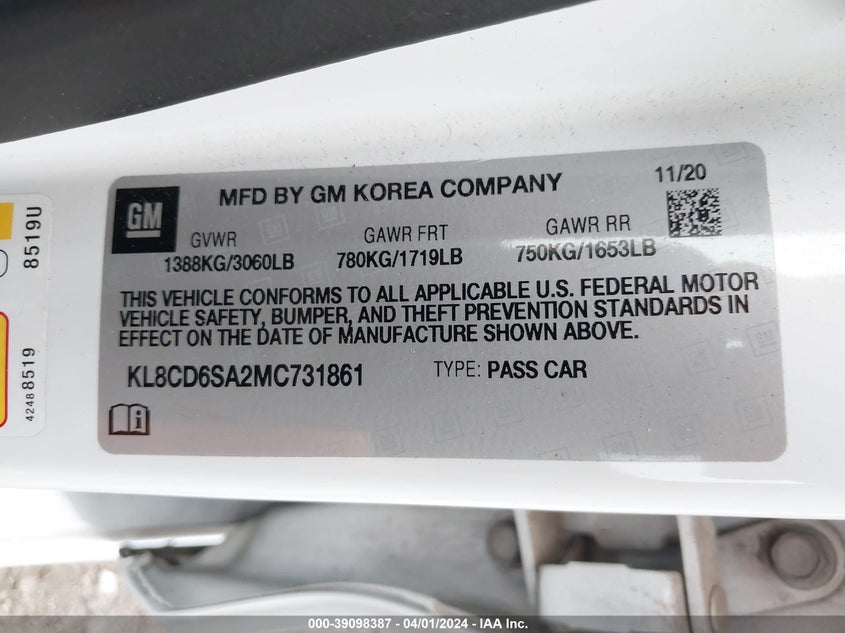 GM
MFD BY GM KOREA COMPANY
11/20
GVWR
GAWR FRT
GAWR RR
1388KG/3060LB
780KG/1719LB
750KG/1653LB
THIS VEHICLE CONFORMS TO ALL APPLICABLE U.S. FEDERAL MOTOR
VEHICLE SAFETY, BUMPER, AND THEFT PREVENTION STANDARDS IN
EFFECT ON THE DATE OF MANUFACTURE SHOWN ABOVE.
KL8CD6SA2MC731861
TYPE: PASS CAR
8519U
42488519
000-39098387 - 04/01/2024 - IAA Inc.